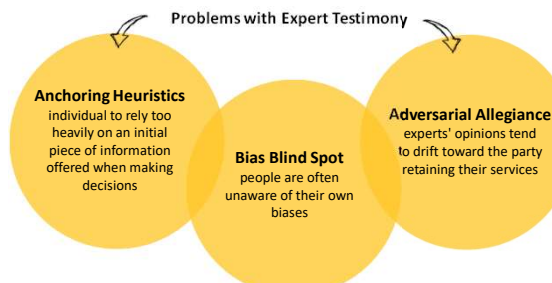 Problems with Expert Testimony
Anchoring Heuristics
individual to rely too
heavily on an initial
piece of information
offered when making
decisions
Bias Blind Spot
people are often
unaware of their own
biases
Adversarial Allegiance
experts' opinions tend
to drift toward the party
retaining their services